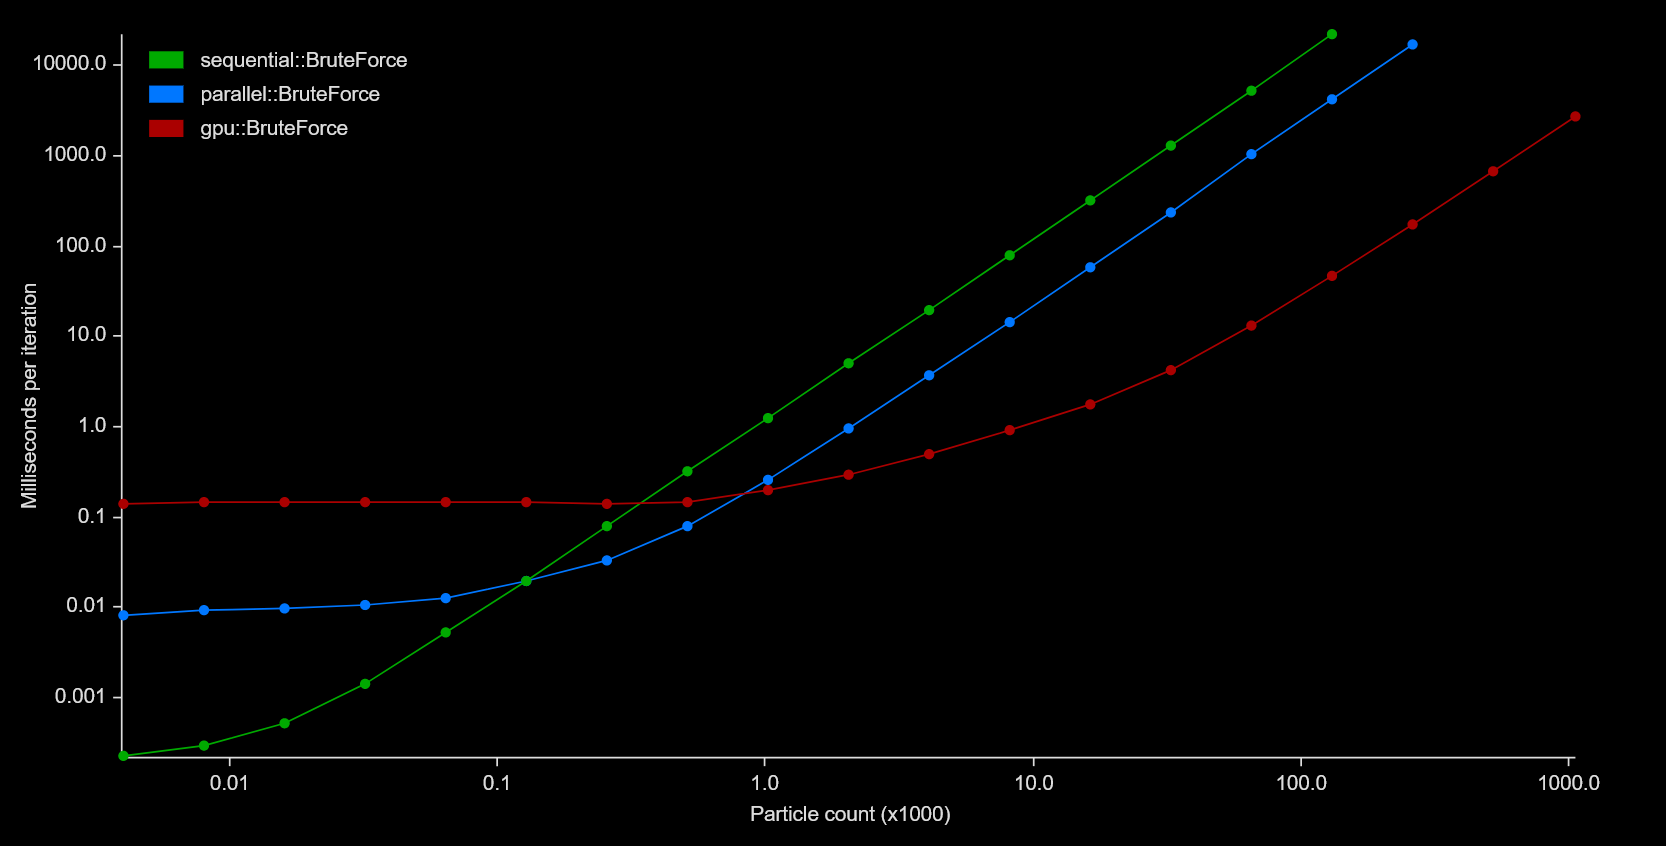 sequential::BruteForce
parallel::BruteForce
gpu::BruteForce
Milliseconds per iteration
10000.0
1000.0
100.0
10.0
1.0
0.1
0.01
0.001
0.01 0.1 1.0 10.0 100.0 1000.0
Particle count (x1000)